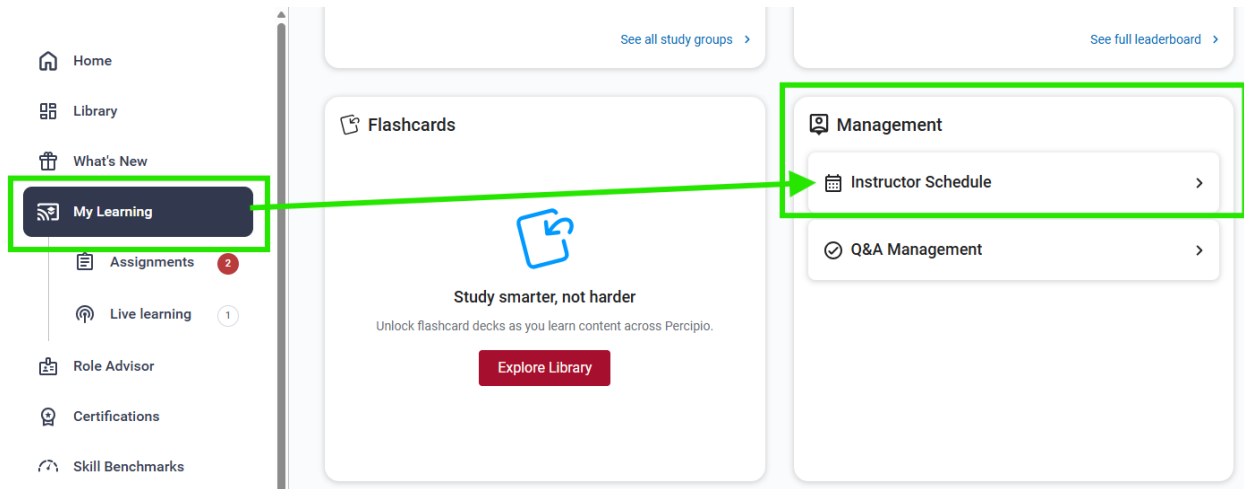 Home
Library
What's New
My Learning
Assignments 2
Live learning 1
Role Advisor
Certifications
Skill Benchmarks
See all study groups
See full leaderboard
Flashcards
Study smarter, not harder
Unlock flashcard decks as you learn content across Percipio.
Explore Library
Management
Instructor Schedule
Q&A Management